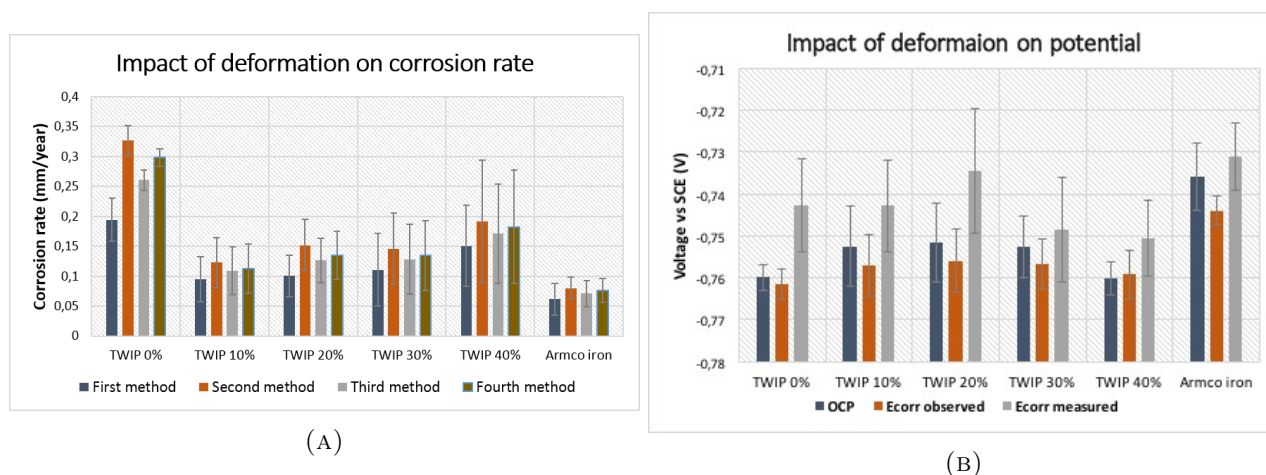 Impact of deformation on corrosion rate
Corrosion rate (mm/year)
0,4
0,35
0,3
0,25
0,2
0,15
0,1
0,05
0
TWIP 0% TWIP 10% TWIP 20% TWIP 30% TWIP 40% Armco iron
First method Second method Third method Fourth method
(A)
Impact of deformaion on potential
Voltage vs SCE (V)
-0,71
-0,72
-0,73
-0,74
-0,75
-0,76
-0,77
-0,78
TWIP 0% TWIP 10% TWIP 20% TWIP 30% TWIP 40% Armco iron
OCP Ecorr observed Ecorr measured
(B)